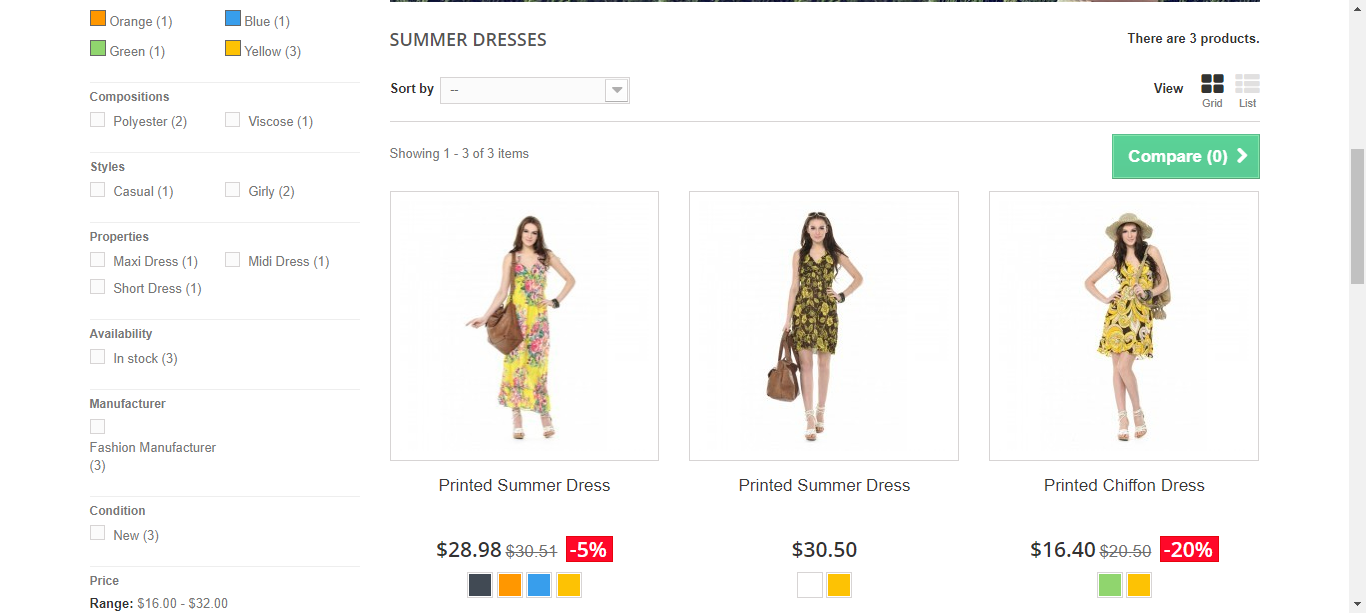 Orange (1)
Blue (1)
Green (1)
Yellow (3)
Compositions
Polyester (2)
Viscose (1)
Styles
Casual (1)
Girly (2)
Properties
Maxi Dress (1)
Midi Dress (1)
Short Dress (1)
Availability
In stock (3)
Manufacturer
Fashion Manufacturer
(3)
Condition
New (3)
Price
Range: $16.00 - $32.00
SUMMER DRESSES
There are 3 products.
Sort by
--
View
Grid
List
Showing 1 - 3 of 3 items
Compare (0)
Printed Summer Dress
$28.98 $30.51 -5%
Printed Summer Dress
$30.50
Printed Chiffon Dress
$16.40 $20.50 -20%